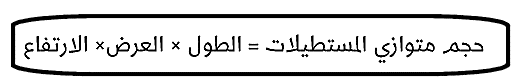 حجم متوازي المستطيلات = الطول × العرض× الارتفاع